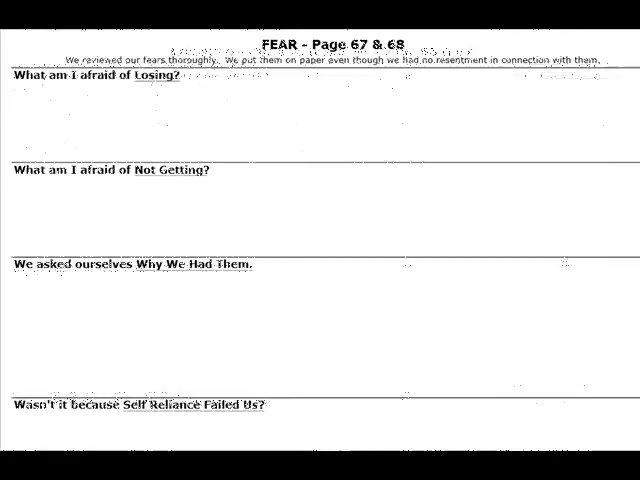 FEAR - Page 67 & 68
We reviewed our fears thoroughly. We put them on paper even though we had no resentment in connection with them.
What am I afraid of Losing?
What am I afraid of Not Getting?
We asked ourselves Why We Had Them.
Wasn't it because Self Reliance Failed Us?